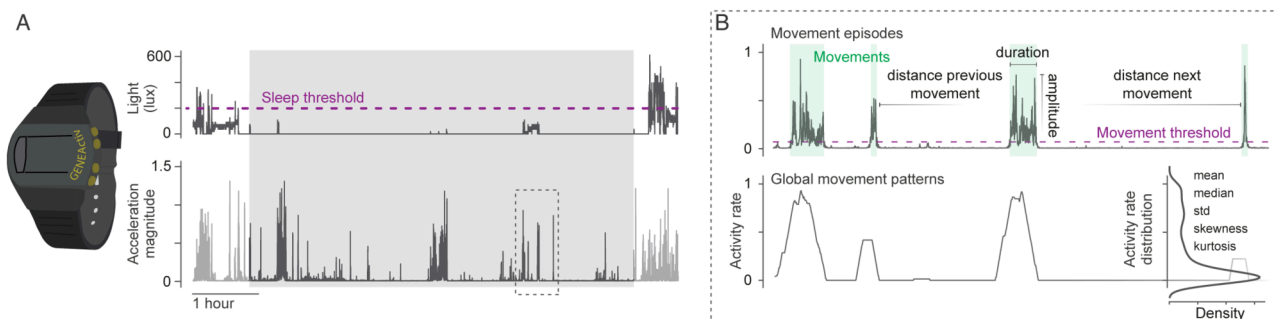 A
GENEActiv
Light
(lux)
600
0
Sleep threshold
Acceleration
magnitude
1.5
0
1 hour
B
Movement episodes
1
0
Movements
duration
distance previous
movement
amplitude
distance next
movement
Movement threshold
Global movement patterns
Activity rate
1
0
Activity rate
distribution
mean
median
std
skewness
kurtosis
Density